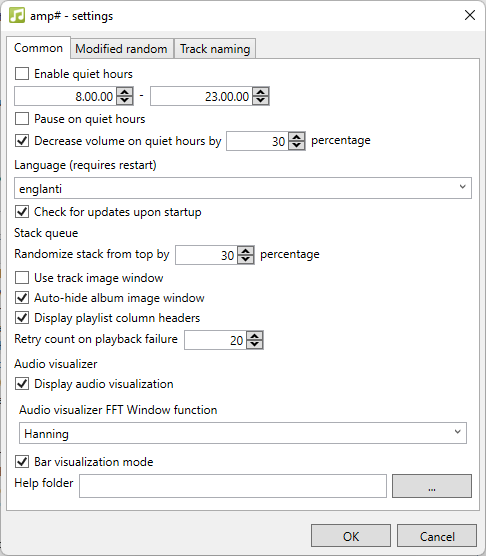 amp# - settings
Common Modified random Track naming
Enable quiet hours
8.00.00 - 23.00.00
Pause on quiet hours
Decrease volume on quiet hours by 30 percentage
Language (requires restart)
englanti
Check for updates upon startup
Stack queue
Randomize stack from top by 30 percentage
Use track image window
Auto-hide album image window
Display playlist column headers
Retry count on playback failure 20
Audio visualizer
Display audio visualization
Audio visualizer FFT Window function
Hanning
Bar visualization mode
Help folder ...
OK Cancel